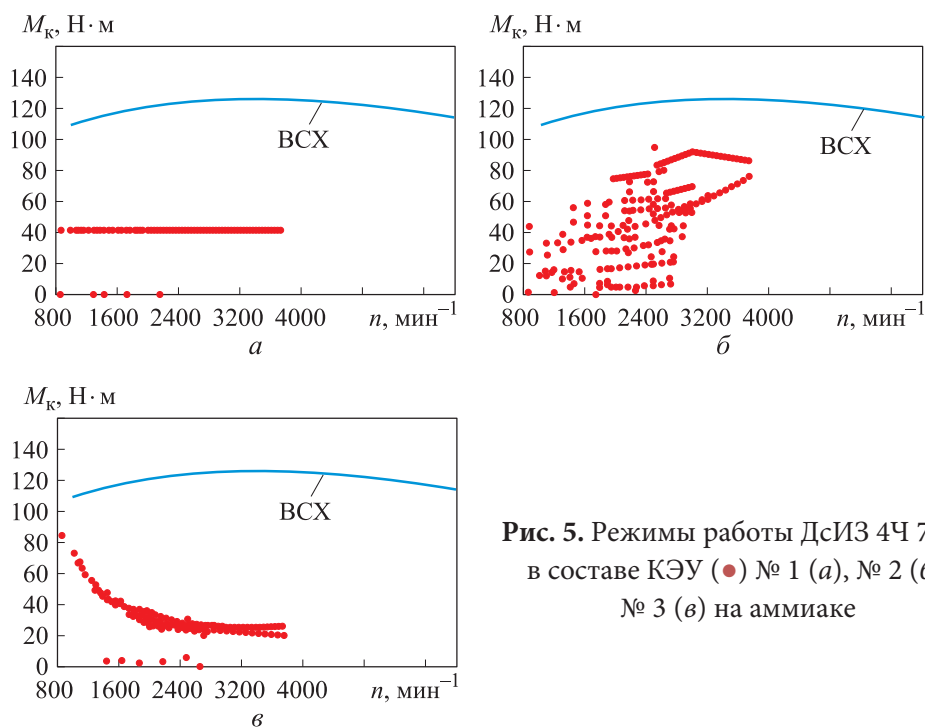 Mк, Н·м
140
120
100
80
60
40
20
0
ВСХ
800 1600 2400 3200 4000 n, мин⁻¹
а
Mк, Н·м
140
120
100
80
60
40
20
0
ВСХ
800 1600 2400 3200 4000 n, мин⁻¹
б
Mк, Н·м
140
120
100
80
60
40
20
0
ВСХ
800 1600 2400 3200 4000 n, мин⁻¹
в
Рис. 5. Режимы работы ДсИЗ 4Ч 7
в составе КЭУ (●) № 1 (а), № 2 (
№ 3 (в) на аммиаке